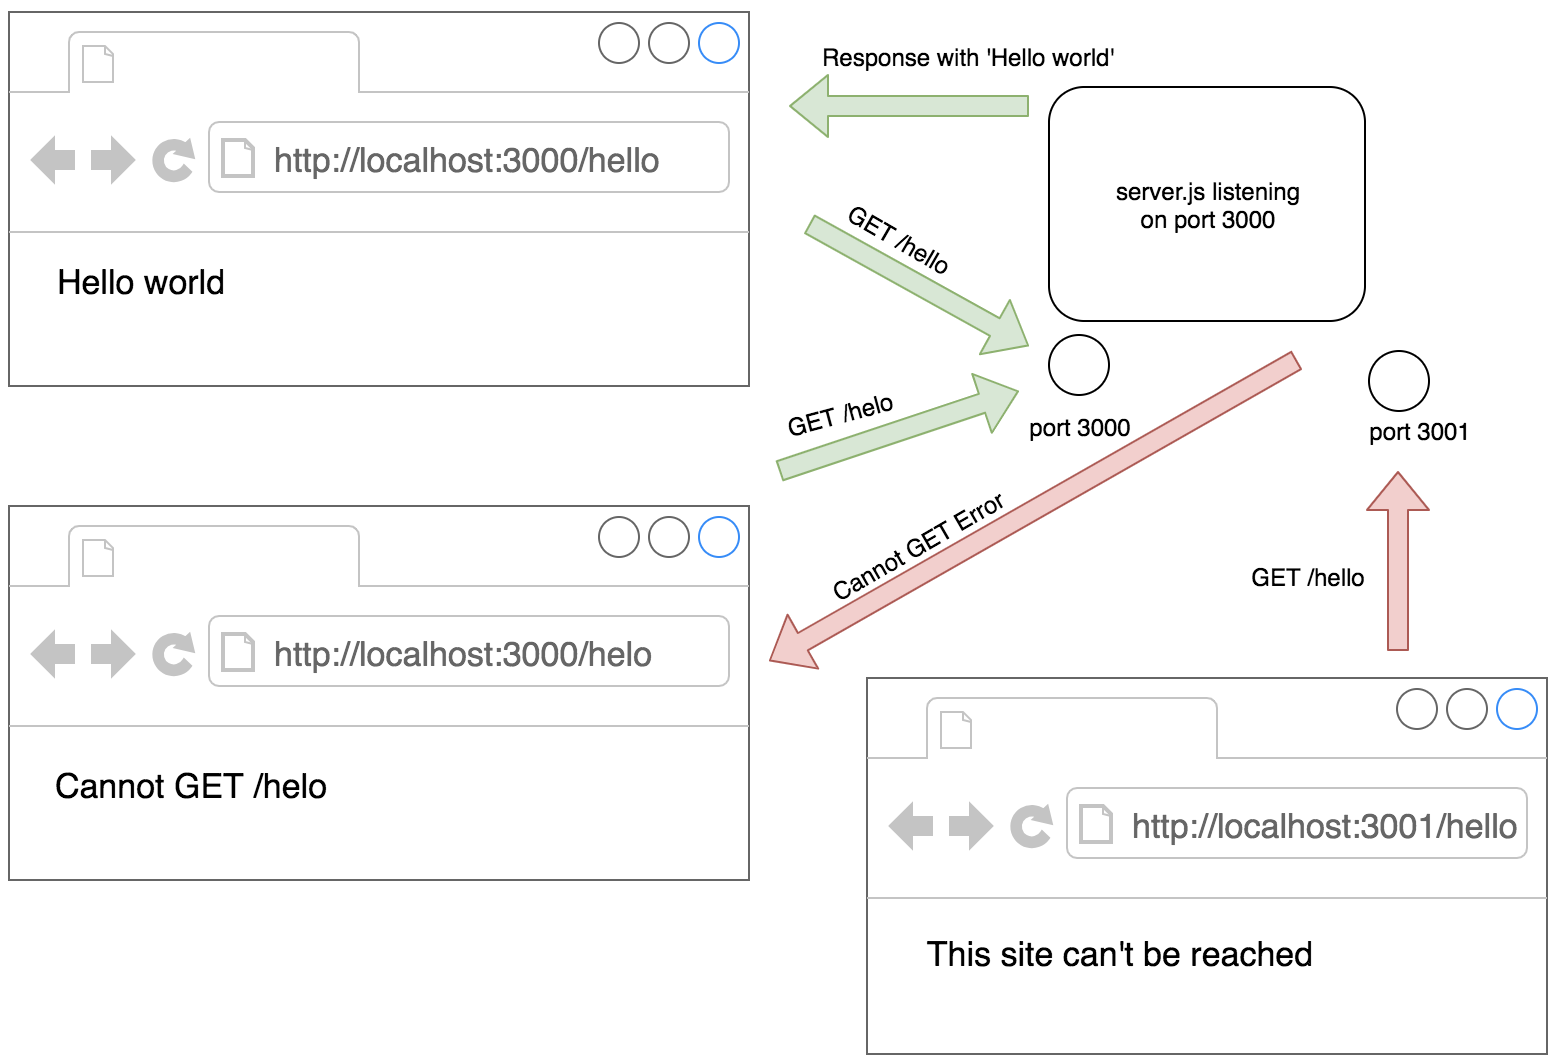 Response with 'Hello world'
http://localhost:3000/hello
server.js listening
on port 3000
GET /hello
Hello world
GET /helo
port 3000
port 3001
Cannot GET Error
GET /hello
http://localhost:3000/helo
Cannot GET /helo
http://localhost:3001/hello
This site can't be reached